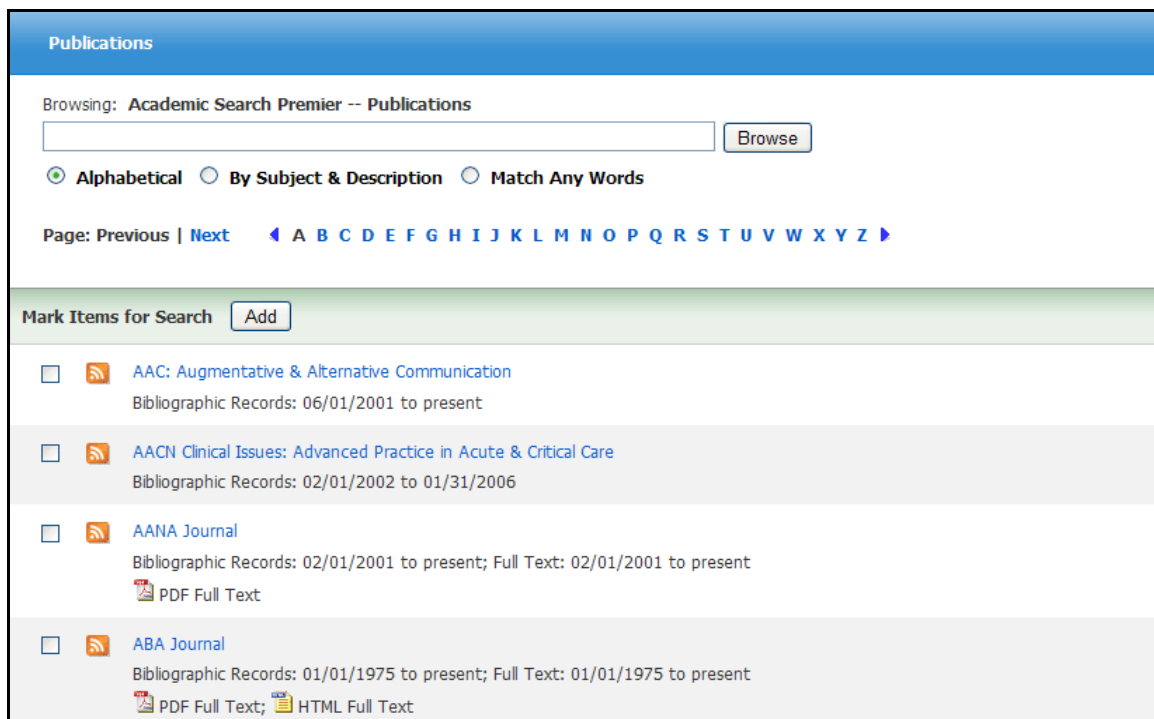 Publications
Browsing: Academic Search Premier -- Publications
Browse
Alphabetical By Subject & Description Match Any Words
Page: Previous | Next A B C D E F G H I J K L M N O P Q R S T U V W X Y Z
Mark Items for Search Add
AAC: Augmentative & Alternative Communication
Bibliographic Records: 06/01/2001 to present
AACN Clinical Issues: Advanced Practice in Acute & Critical Care
Bibliographic Records: 02/01/2002 to 01/31/2006
AANA Journal
Bibliographic Records: 02/01/2001 to present; Full Text: 02/01/2001 to present
PDF Full Text
ABA Journal
Bibliographic Records: 01/01/1975 to present; Full Text: 01/01/1975 to present
PDF Full Text; HTML Full Text